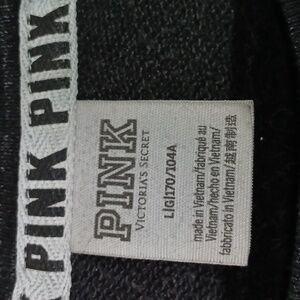 PINK PINK
PINK
VICTORIA'S SECRET
L|G|170/104A
made in Vietnam/fabriqué au
Vietnam/hecho en Vietnam/
fabbricato in Vietnam/越南制造